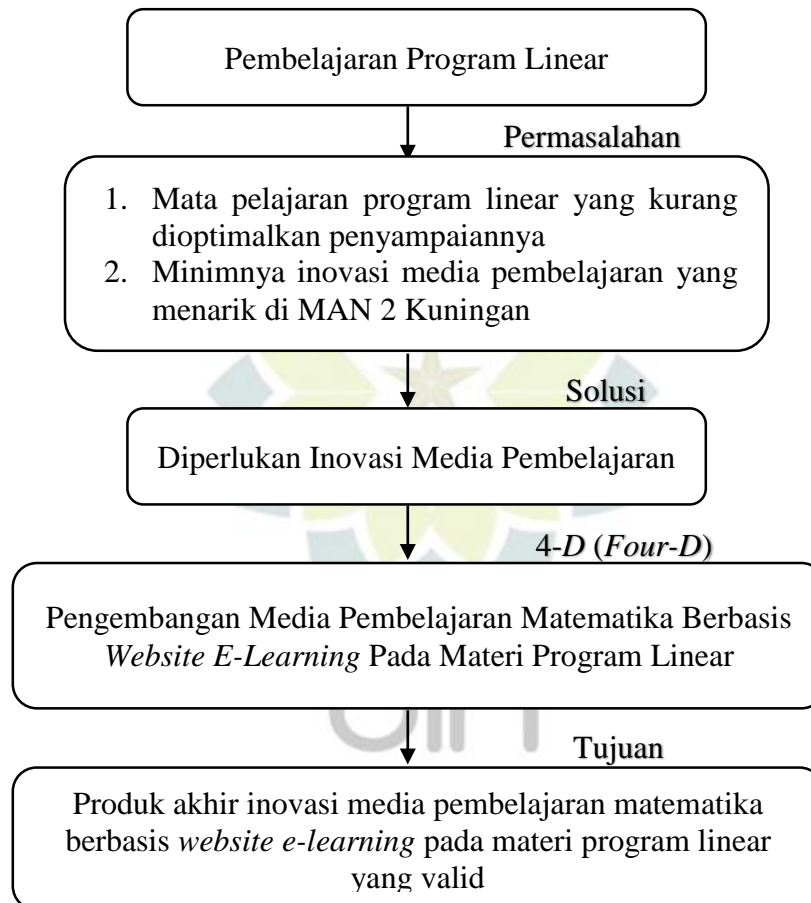 Pembelajaran Program Linear
Permasalahan
1. Mata pelajaran program linear yang kurang
dioptimalkan penyampaiannya
2. Minimnya inovasi media pembelajaran yang
menarik di MAN 2 Kuningan
Solusi
Diperlukan Inovasi Media Pembelajaran
4-D (Four-D)
Pengembangan Media Pembelajaran Matematika Berbasis
Website E-Learning Pada Materi Program Linear
Tujuan
Produk akhir inovasi media pembelajaran matematika
berbasis website e-learning pada materi program linear
yang valid